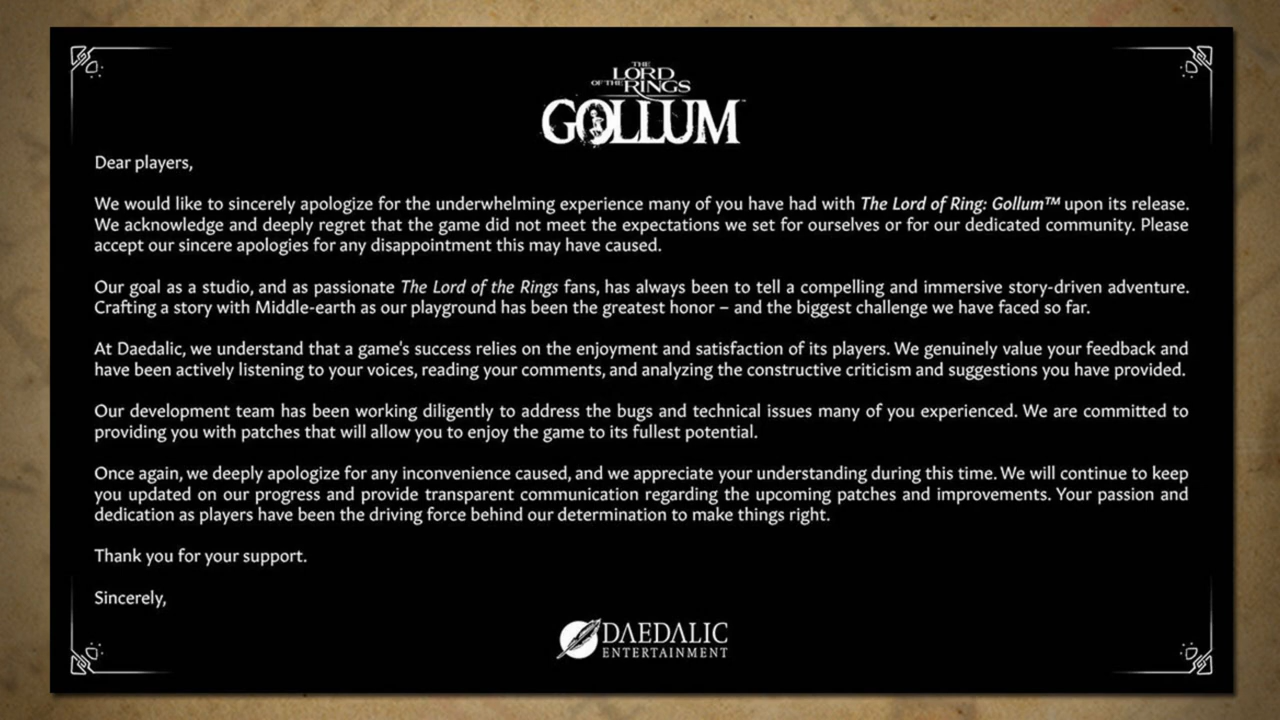 THE
LORD
OF THE RINGS
GOLLUM™
Dear players,
We would like to sincerely apologize for the underwhelming experience many of you have had with The Lord of Ring: Gollum™ upon its release.
We acknowledge and deeply regret that the game did not meet the expectations we set for ourselves or for our dedicated community. Please
accept our sincere apologies for any disappointment this may have caused.
Our goal as a studio, and as passionate The Lord of the Rings fans, has always been to tell a compelling and immersive story-driven adventure.
Crafting a story with Middle-earth as our playground has been the greatest honor – and the biggest challenge we have faced so far.
At Daedalic, we understand that a game's success relies on the enjoyment and satisfaction of its players. We genuinely value your feedback and
have been actively listening to your voices, reading your comments, and analyzing the constructive criticism and suggestions you have provided.
Our development team has been working diligently to address the bugs and technical issues many of you experienced. We are committed to
providing you with patches that will allow you to enjoy the game to its fullest potential.
Once again, we deeply apologize for any inconvenience caused, and we appreciate your understanding during this time. We will continue to keep
you updated on our progress and provide transparent communication regarding the upcoming patches and improvements. Your passion and
dedication as players have been the driving force behind our determination to make things right.
Thank you for your support.
Sincerely,
DAEDALIC
ENTERTAINMENT